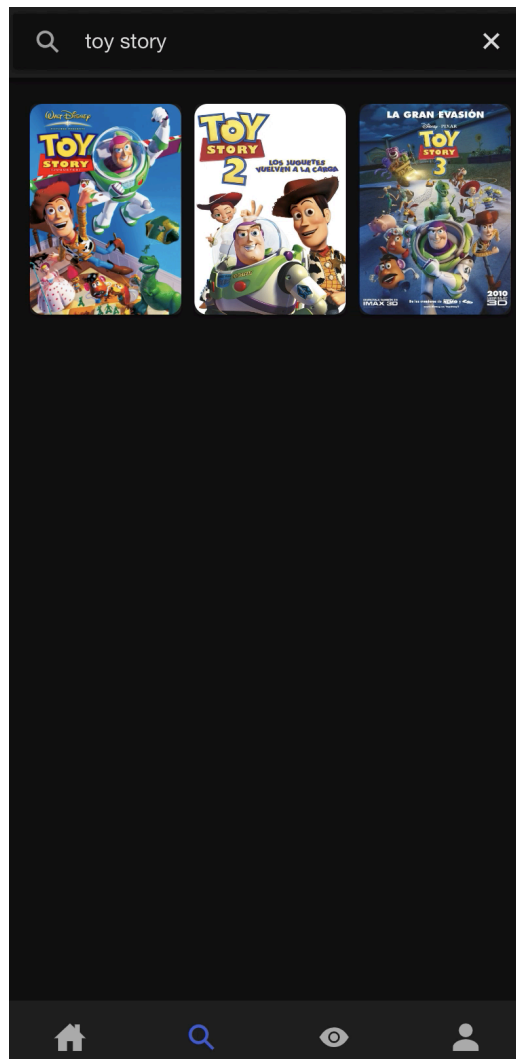 toy story
Walt Disney
TOY
STORY
TOY
STORY
2
LOS JUGUETES
VUELVEN A LA CARGA
LA GRAN EVASIÓN
Disney PIXAR
TOY
STORY
3
IMAX 3D
2010
3D